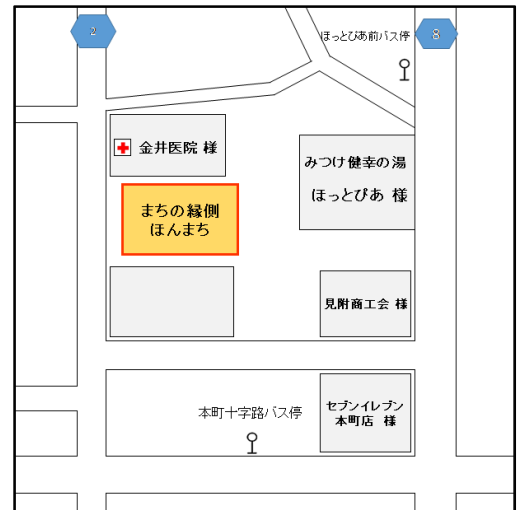 2
ほっとぴあ前バス停
8
金井医院 様
みつけ健幸の湯
ほっとぴあ 様
まちの縁側
ほんまち
見附商工会 様
本町十字路バス停
セブンイレブン
本町店 様